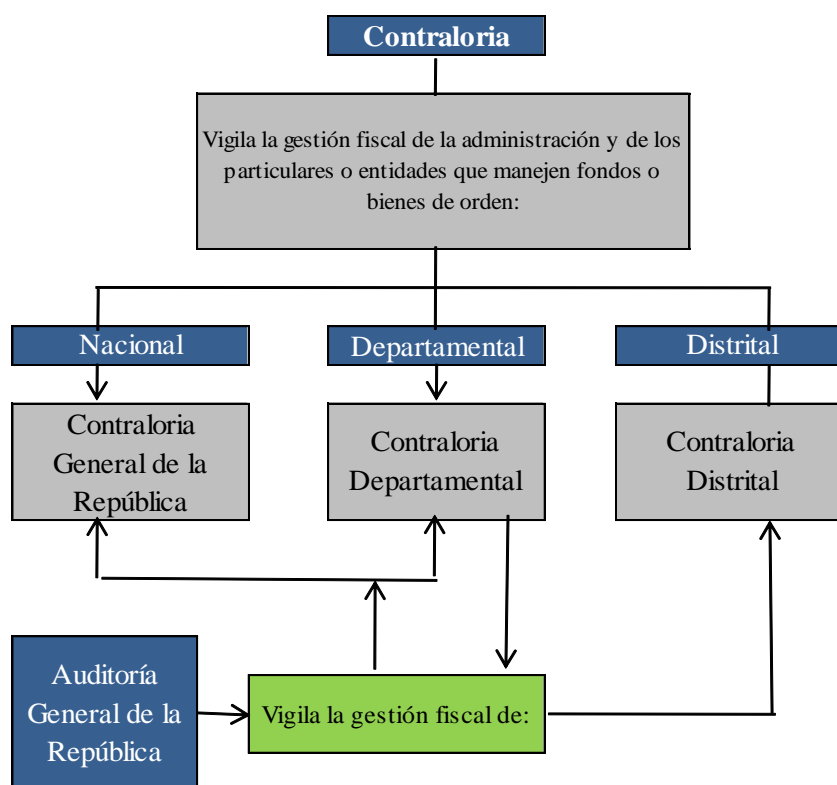 Contraloria
Vigila la gestión fiscal de la administración y de los
particulares o entidades que manejen fondos o
bienes de orden:
Nacional
Departamental
Distrital
Contraloria
General de la
República
Contraloria
Departamental
Contraloria
Distrital
Auditoría
General de la
República
Vigila la gestión fiscal de: